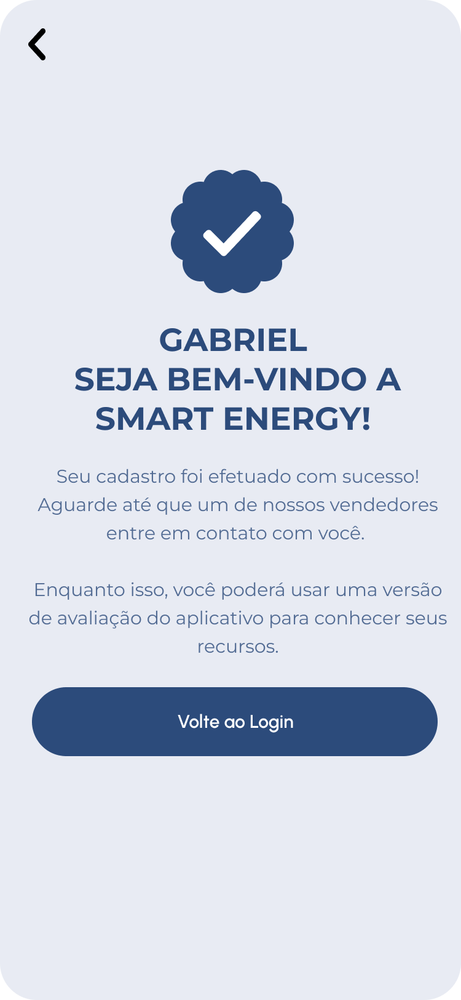 GABRIEL
SEJA BEM-VINDO A
SMART ENERGY!
Seu cadastro foi efetuado com sucesso!
Aguarde até que um de nossos vendedores
entre em contato com você.
Enquanto isso, você poderá usar uma versão
de avaliação do aplicativo para conhecer seus
recursos.
Volte ao Login